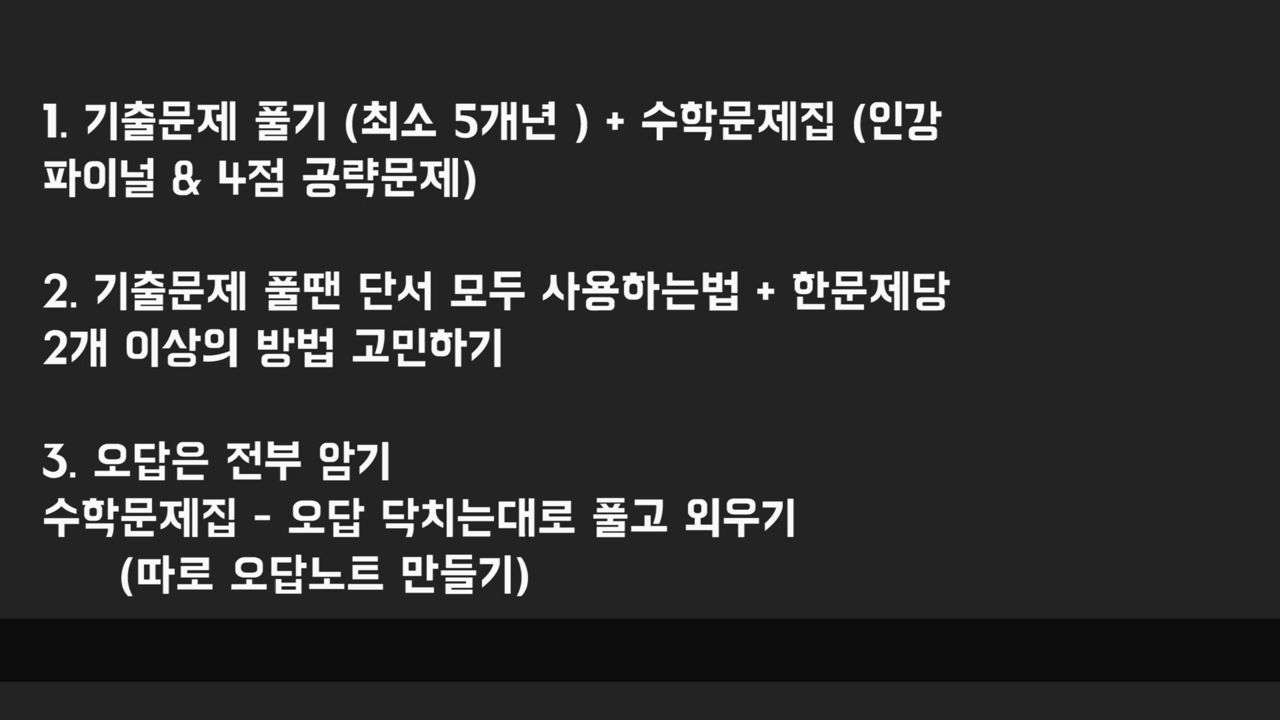 1. 기출문제 풀기 (최소 5개년 ) + 수학문제집 (인강
파이널 & 4점 공략문제)
2. 기출문제 풀땐 단서 모두 사용하는법 + 한문제당
2개 이상의 방법 고민하기
3. 오답은 전부 암기
수학문제집 - 오답 닥치는대로 풀고 외우기
(따로 오답노트 만들기)